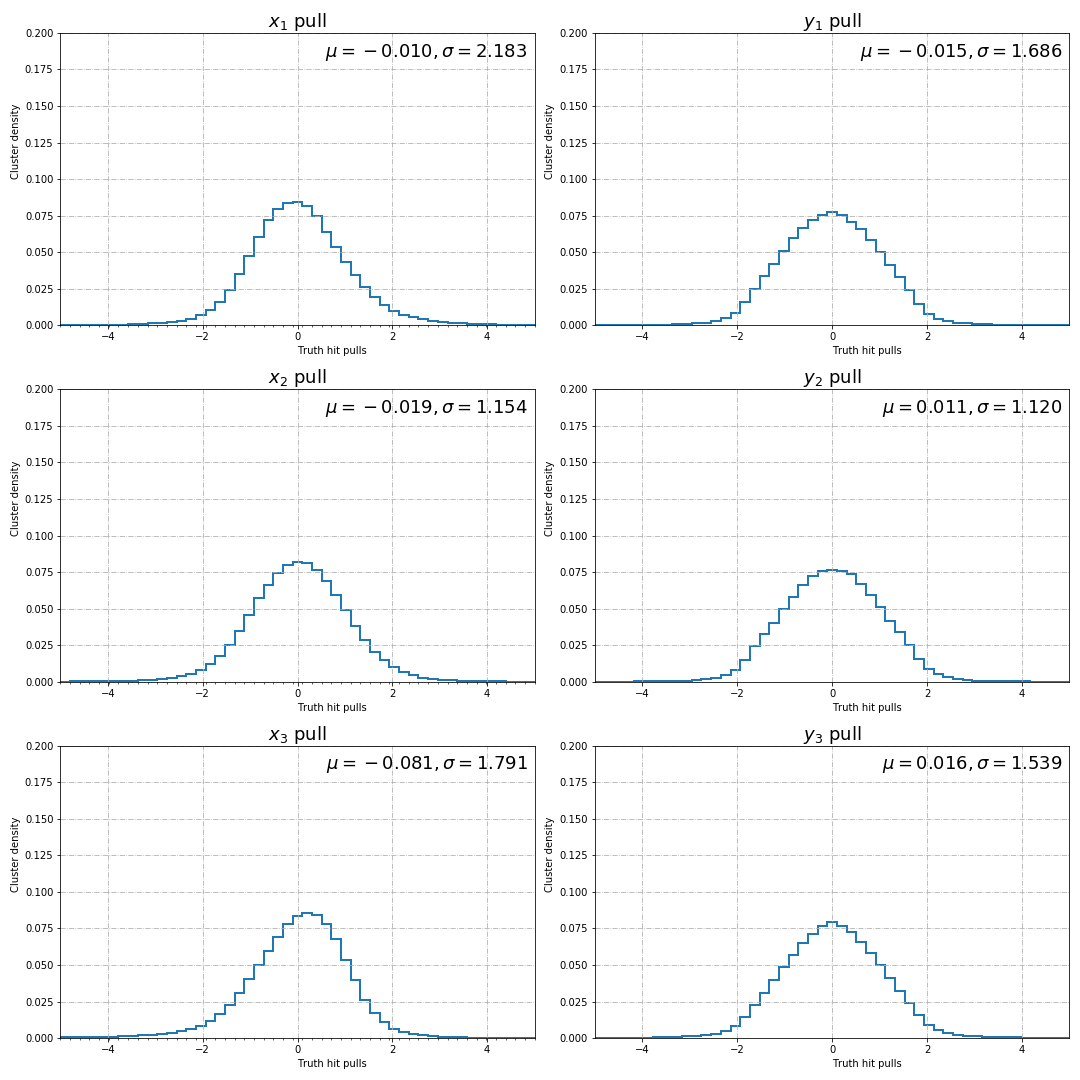 x₁ pull
μ = −0.010, σ = 2.183
0.200
0.175
0.150
0.125
0.100
0.075
0.050
0.025
0.000
Cluster density
−4 −2 0 2 4
Truth hit pulls
y₁ pull
μ = −0.015, σ = 1.686
0.200
0.175
0.150
0.125
0.100
0.075
0.050
0.025
0.000
Cluster density
−4 −2 0 2 4
Truth hit pulls
x₂ pull
μ = −0.019, σ = 1.154
0.200
0.175
0.150
0.125
0.100
0.075
0.050
0.025
0.000
Cluster density
−4 −2 0 2 4
Truth hit pulls
y₂ pull
μ = 0.011, σ = 1.120
0.200
0.175
0.150
0.125
0.100
0.075
0.050
0.025
0.000
Cluster density
−4 −2 0 2 4
Truth hit pulls
x₃ pull
μ = −0.081, σ = 1.791
0.200
0.175
0.150
0.125
0.100
0.075
0.050
0.025
0.000
Cluster density
−4 −2 0 2 4
Truth hit pulls
y₃ pull
μ = 0.016, σ = 1.539
0.200
0.175
0.150
0.125
0.100
0.075
0.050
0.025
0.000
Cluster density
−4 −2 0 2 4
Truth hit pulls